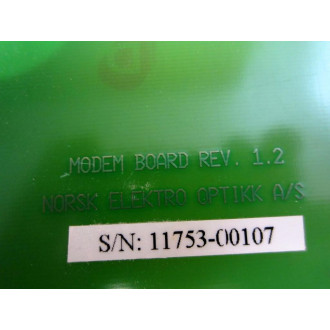 MODEM BOARD REV. 1.2
NORSK ELEKTRO OPTIKK A/S
S/N: 11753-00107